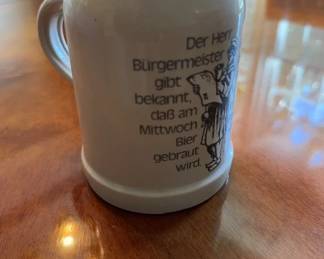 Der Herr
Bürgermeister
gibt
bekannt,
daß am
Mittwoch
Bier
gebraut
wird.